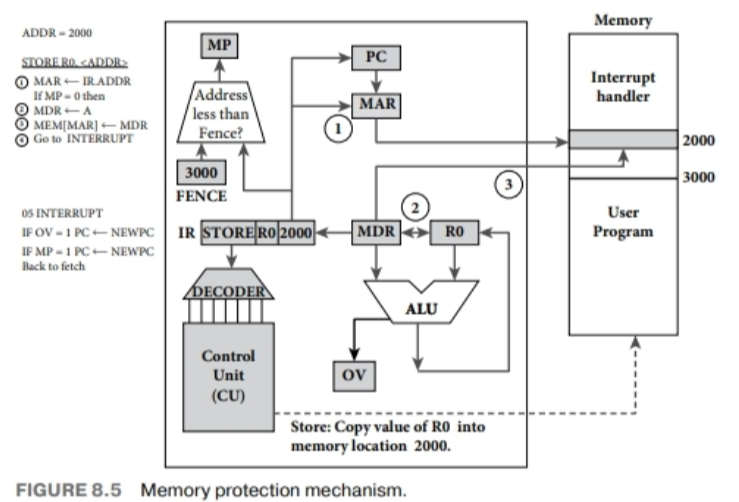 ADDR = 2000
STORE R0, <ADDR>
① MAR ← IR.ADDR
If MP = 0 then
② MDR ← A
③ MEM[MAR] ← MDR
④ Go to INTERRUPT
05 INTERRUPT
IF OV = 1 PC ← NEWPC
IF MP = 1 PC ← NEWPC
Back to fetch
MP
Address
less than
Fence?
3000
FENCE
PC
MAR
1
2
3
IR STORE R0 2000
MDR
R0
DECODER
ALU
OV
Control
Unit
(CU)
Store: Copy value of R0 into
memory location 2000.
Memory
Interrupt
handler
2000
3000
User
Program
FIGURE 8.5 Memory protection mechanism.